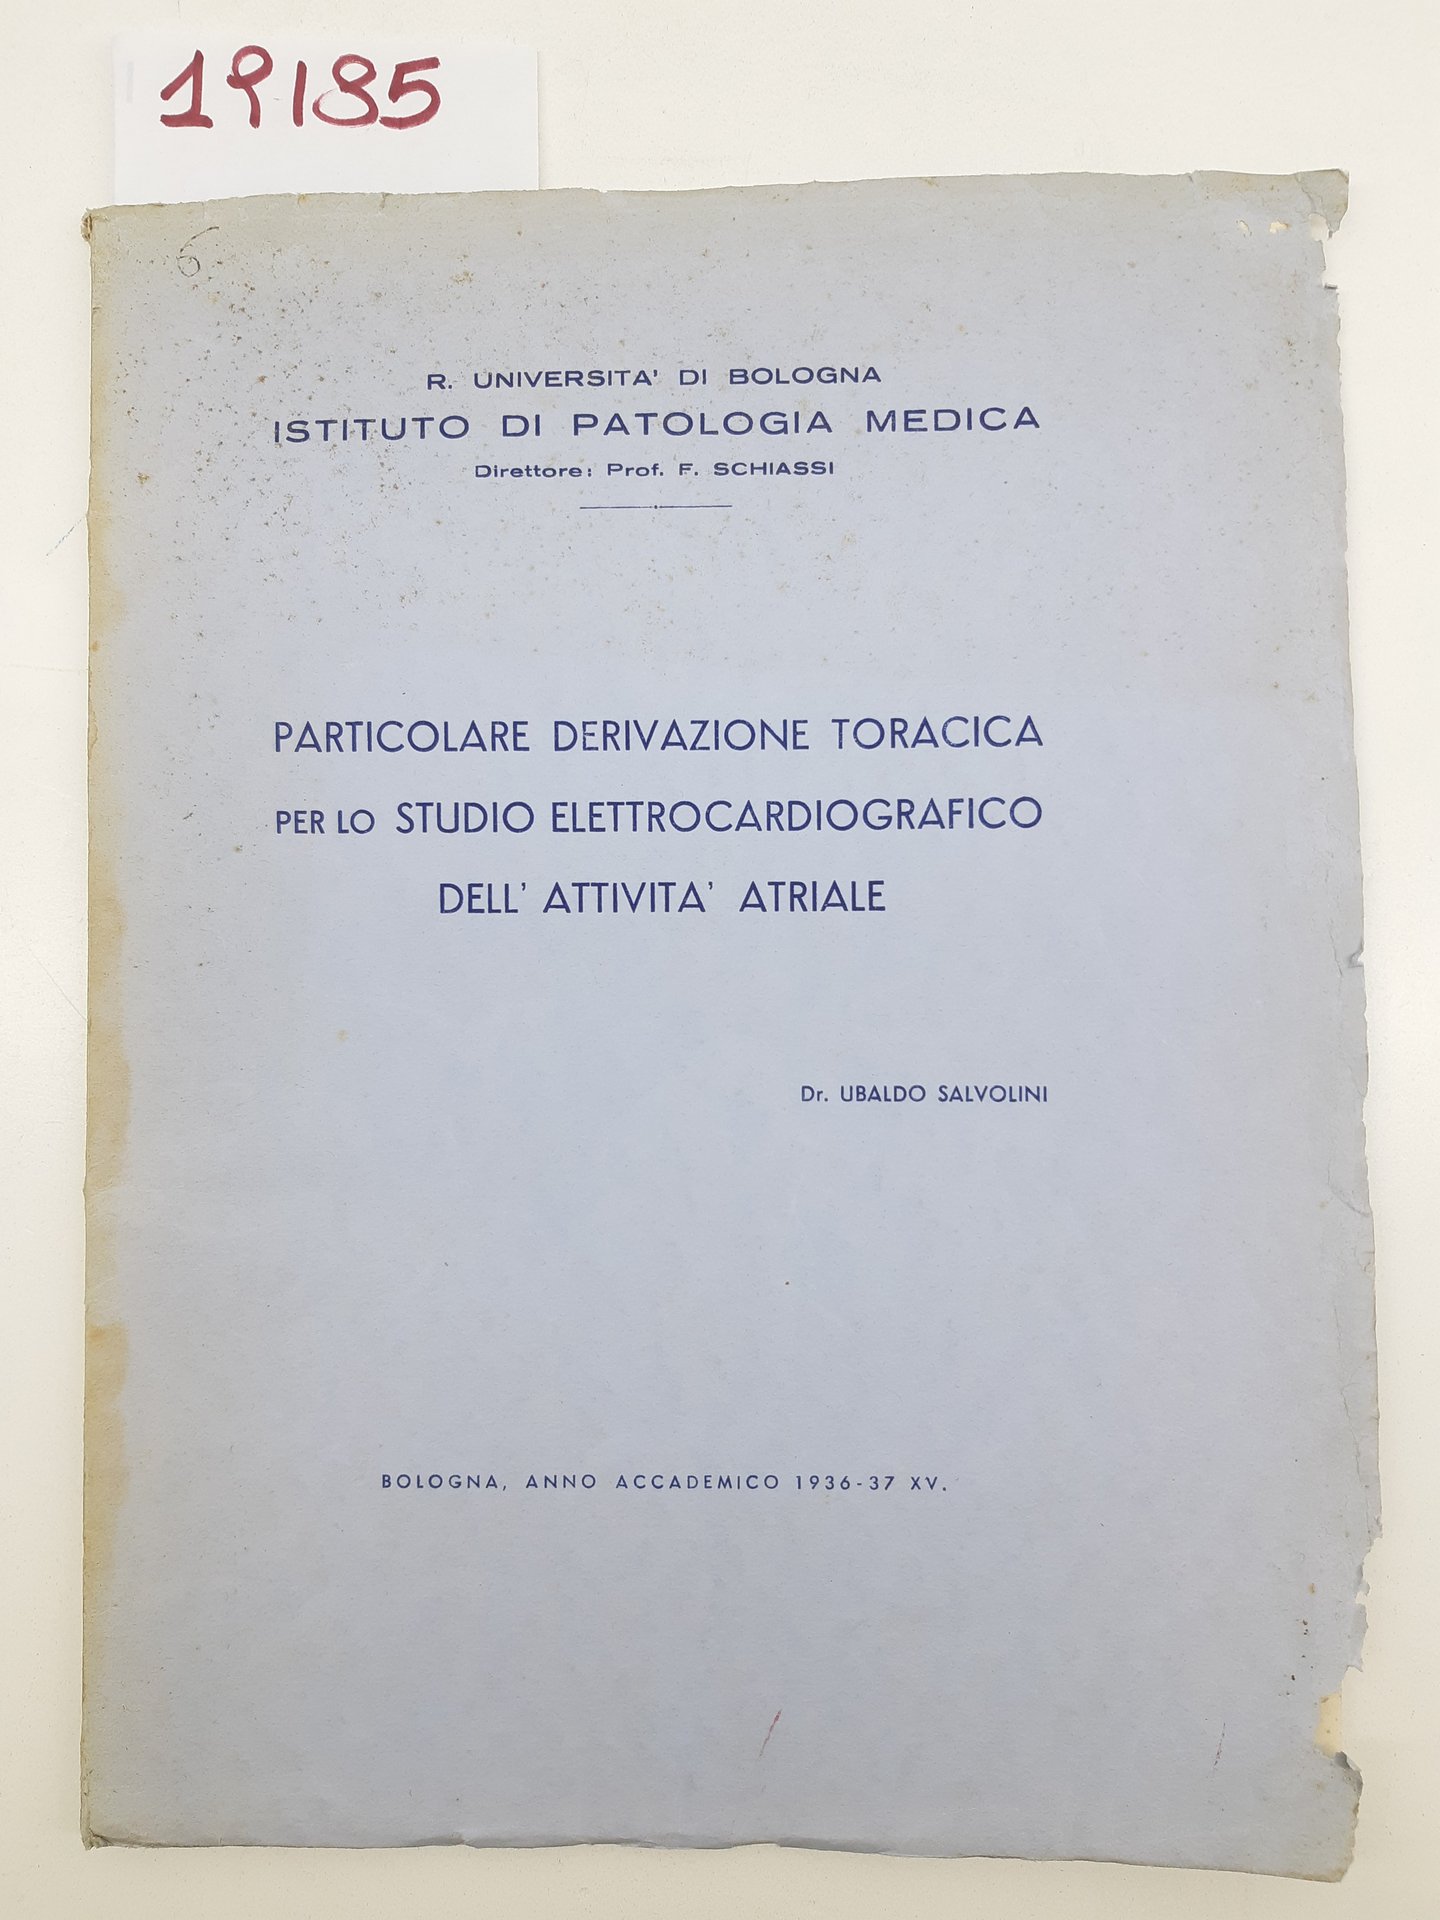 19185
6
R. UNIVERSITA' DI BOLOGNA
ISTITUTO DI PATOLOGIA MEDICA
Direttore: Prof. F. SCHIASSI
PARTICOLARE DERIVAZIONE TORACICA
PER LO STUDIO ELETTROCARDIOGRAFICO
DELL' ATTIVITA' ATRIALE
Dr. UBALDO SALVOLINI
BOLOGNA, ANNO ACCADEMICO 1936-37 XV.